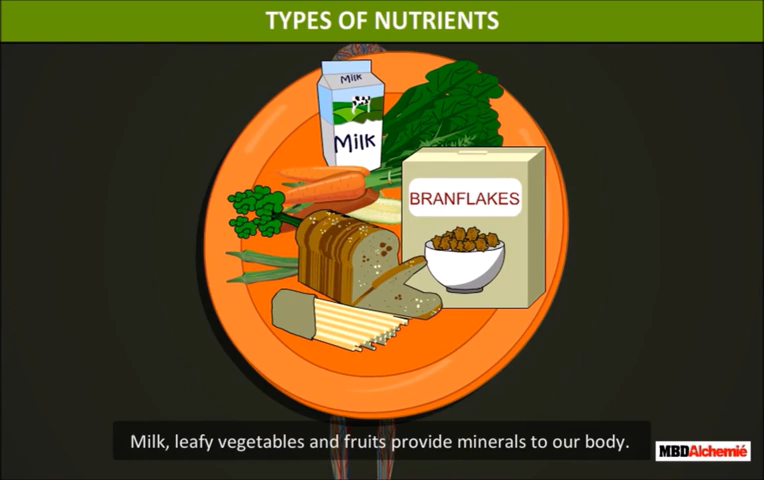 TYPES OF NUTRIENTS
Milk
Milk
BRANFLAKES
Milk, leafy vegetables and fruits provide minerals to our body.
MBDAlchemié